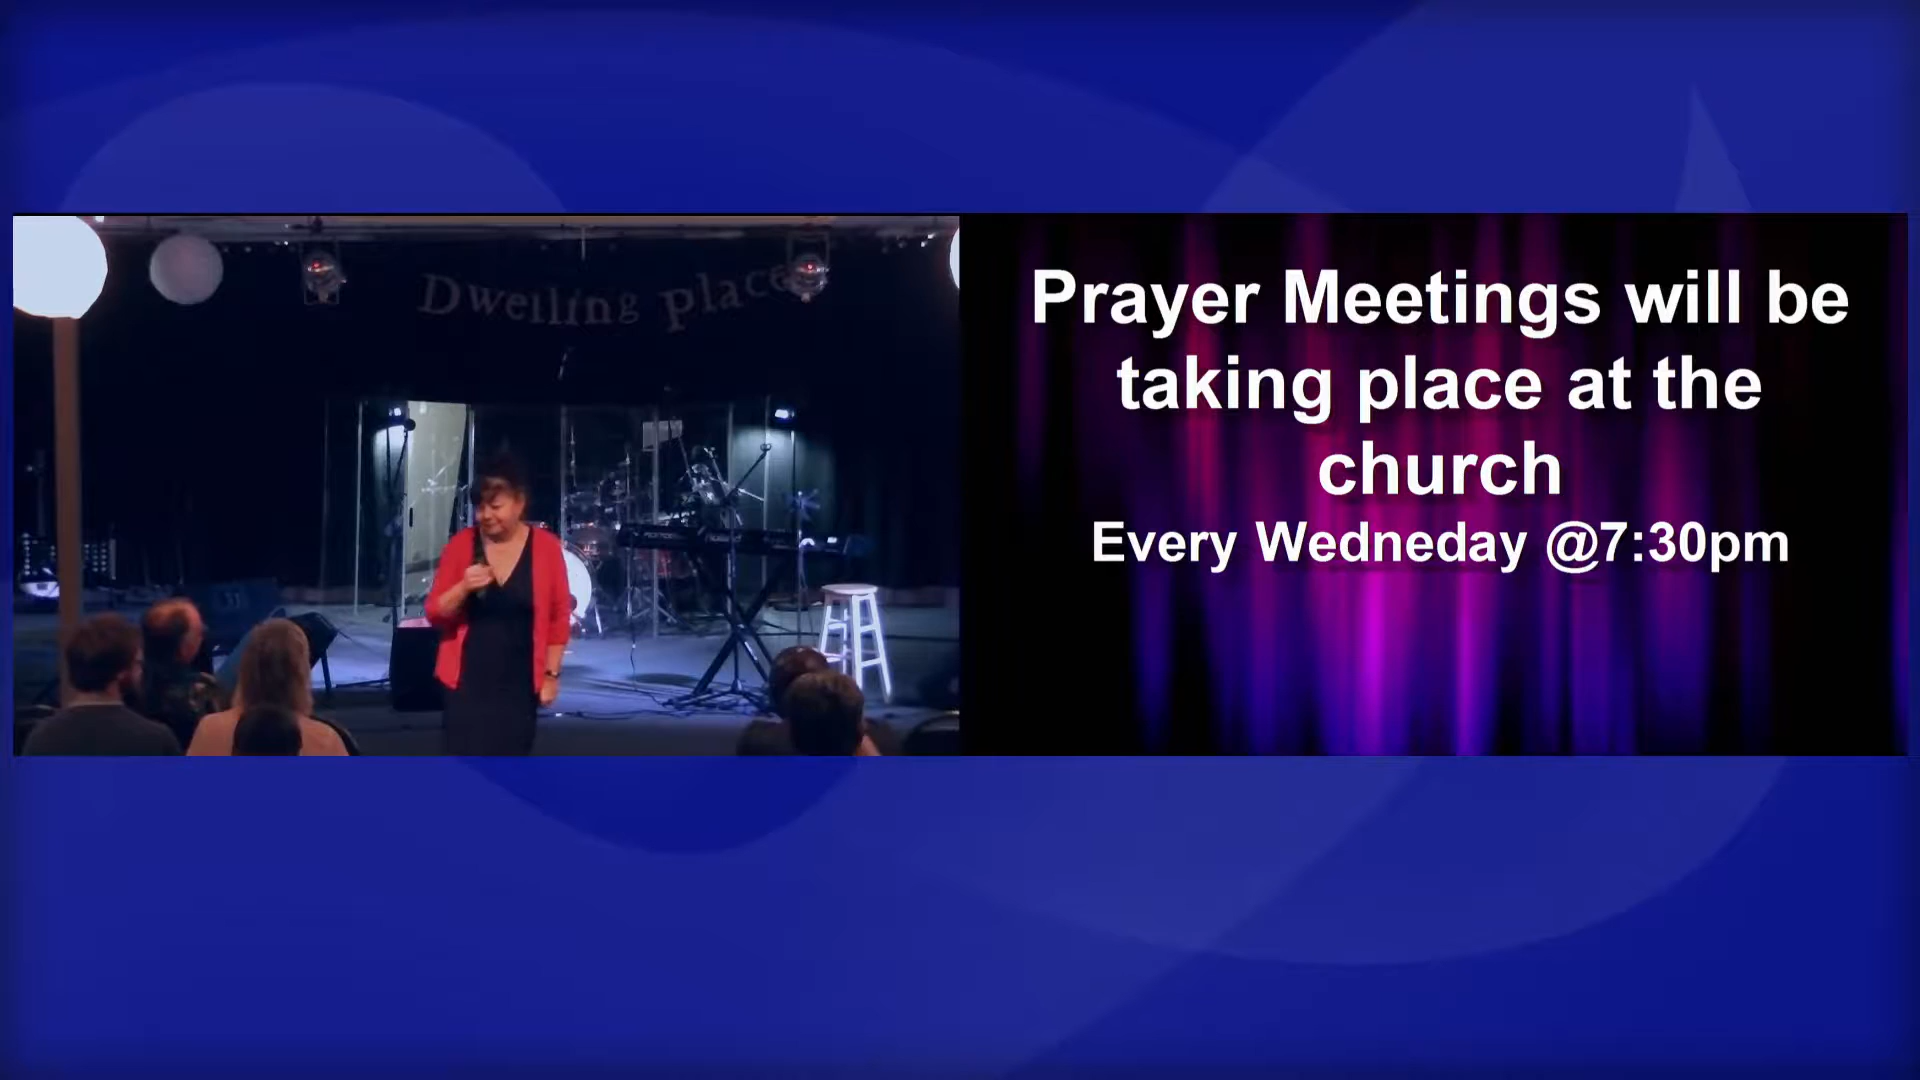 Dwelling place
Prayer Meetings will be
taking place at the
church
Every Wedneday @7:30pm